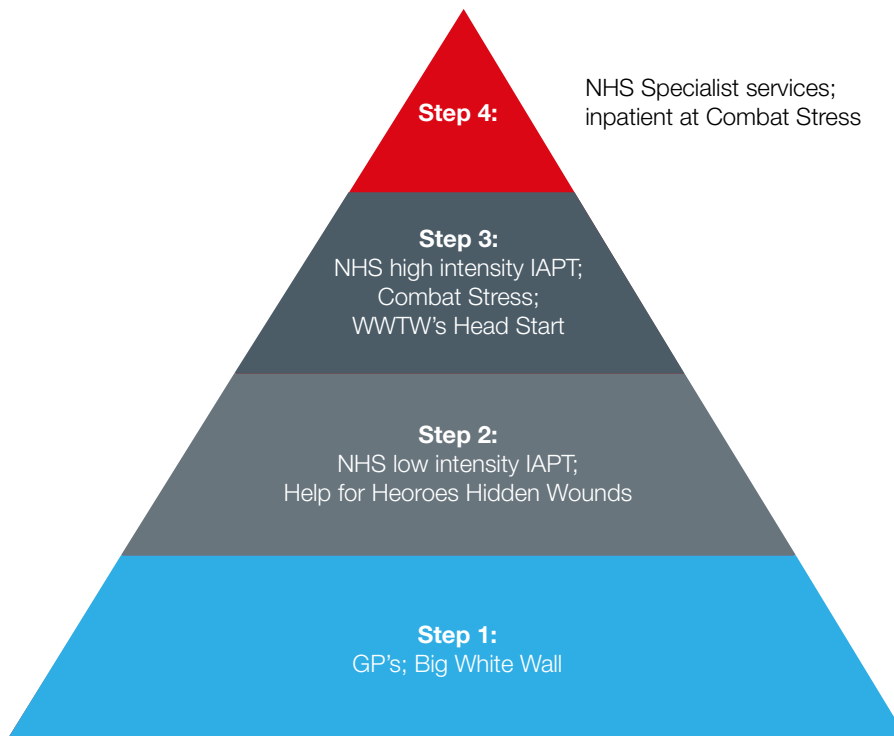 Step 4:
NHS Specialist services;
inpatient at Combat Stress
Step 3:
NHS high intensity IAPT;
Combat Stress;
WWTW's Head Start
Step 2:
NHS low intensity IAPT;
Help for Heoroes Hidden Wounds
Step 1:
GP's; Big White Wall